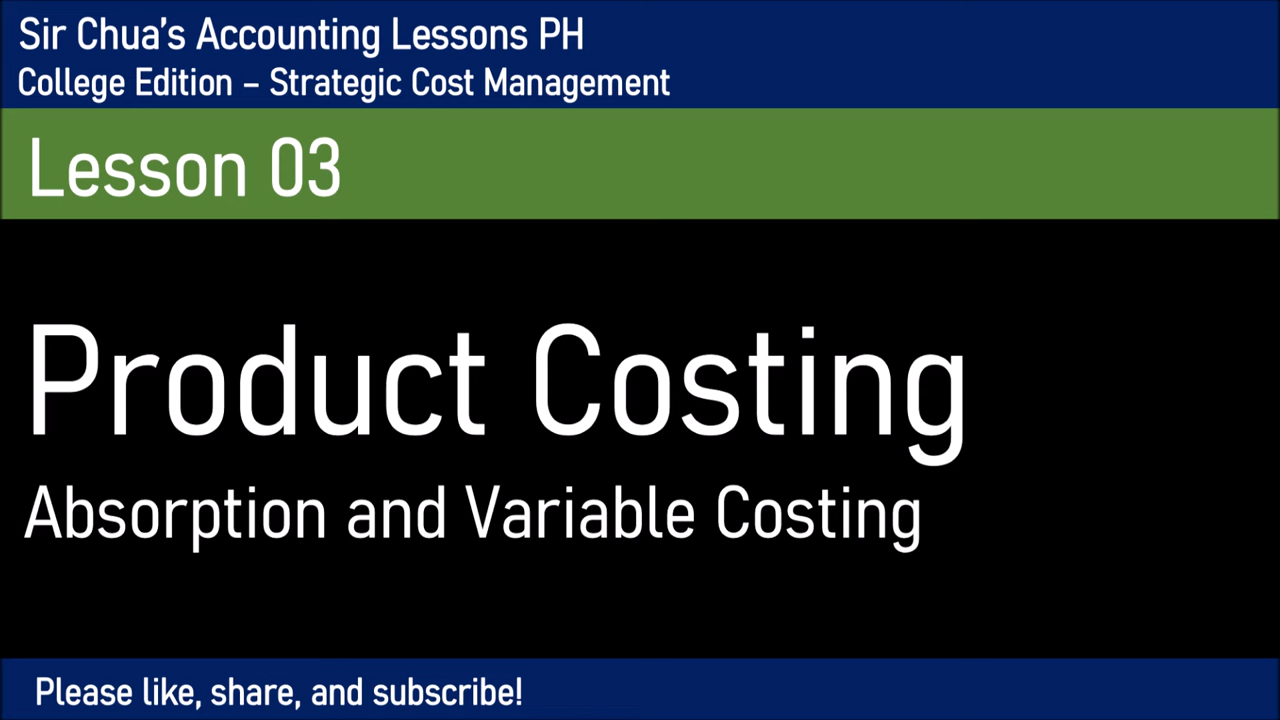 Sir Chua’s Accounting Lessons PH
College Edition – Strategic Cost Management
Lesson 03
Product Costing
Absorption and Variable Costing
Please like, share, and subscribe!